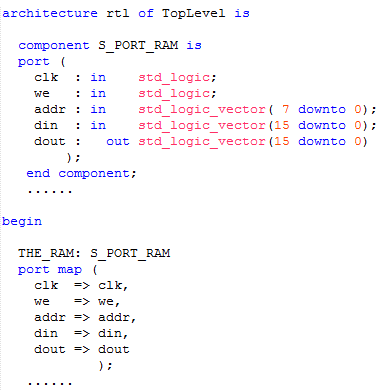 architecture rtl of TopLevel is
component S_PORT_RAM is
port (
clk : in std_logic;
we : in std_logic;
addr : in std_logic_vector( 7 downto 0);
din : in std_logic_vector(15 downto 0);
dout : out std_logic_vector(15 downto 0)
);
end component;
......
begin
THE_RAM: S_PORT_RAM
port map (
clk => clk,
we => we,
addr => addr,
din => din,
dout => dout
);
......